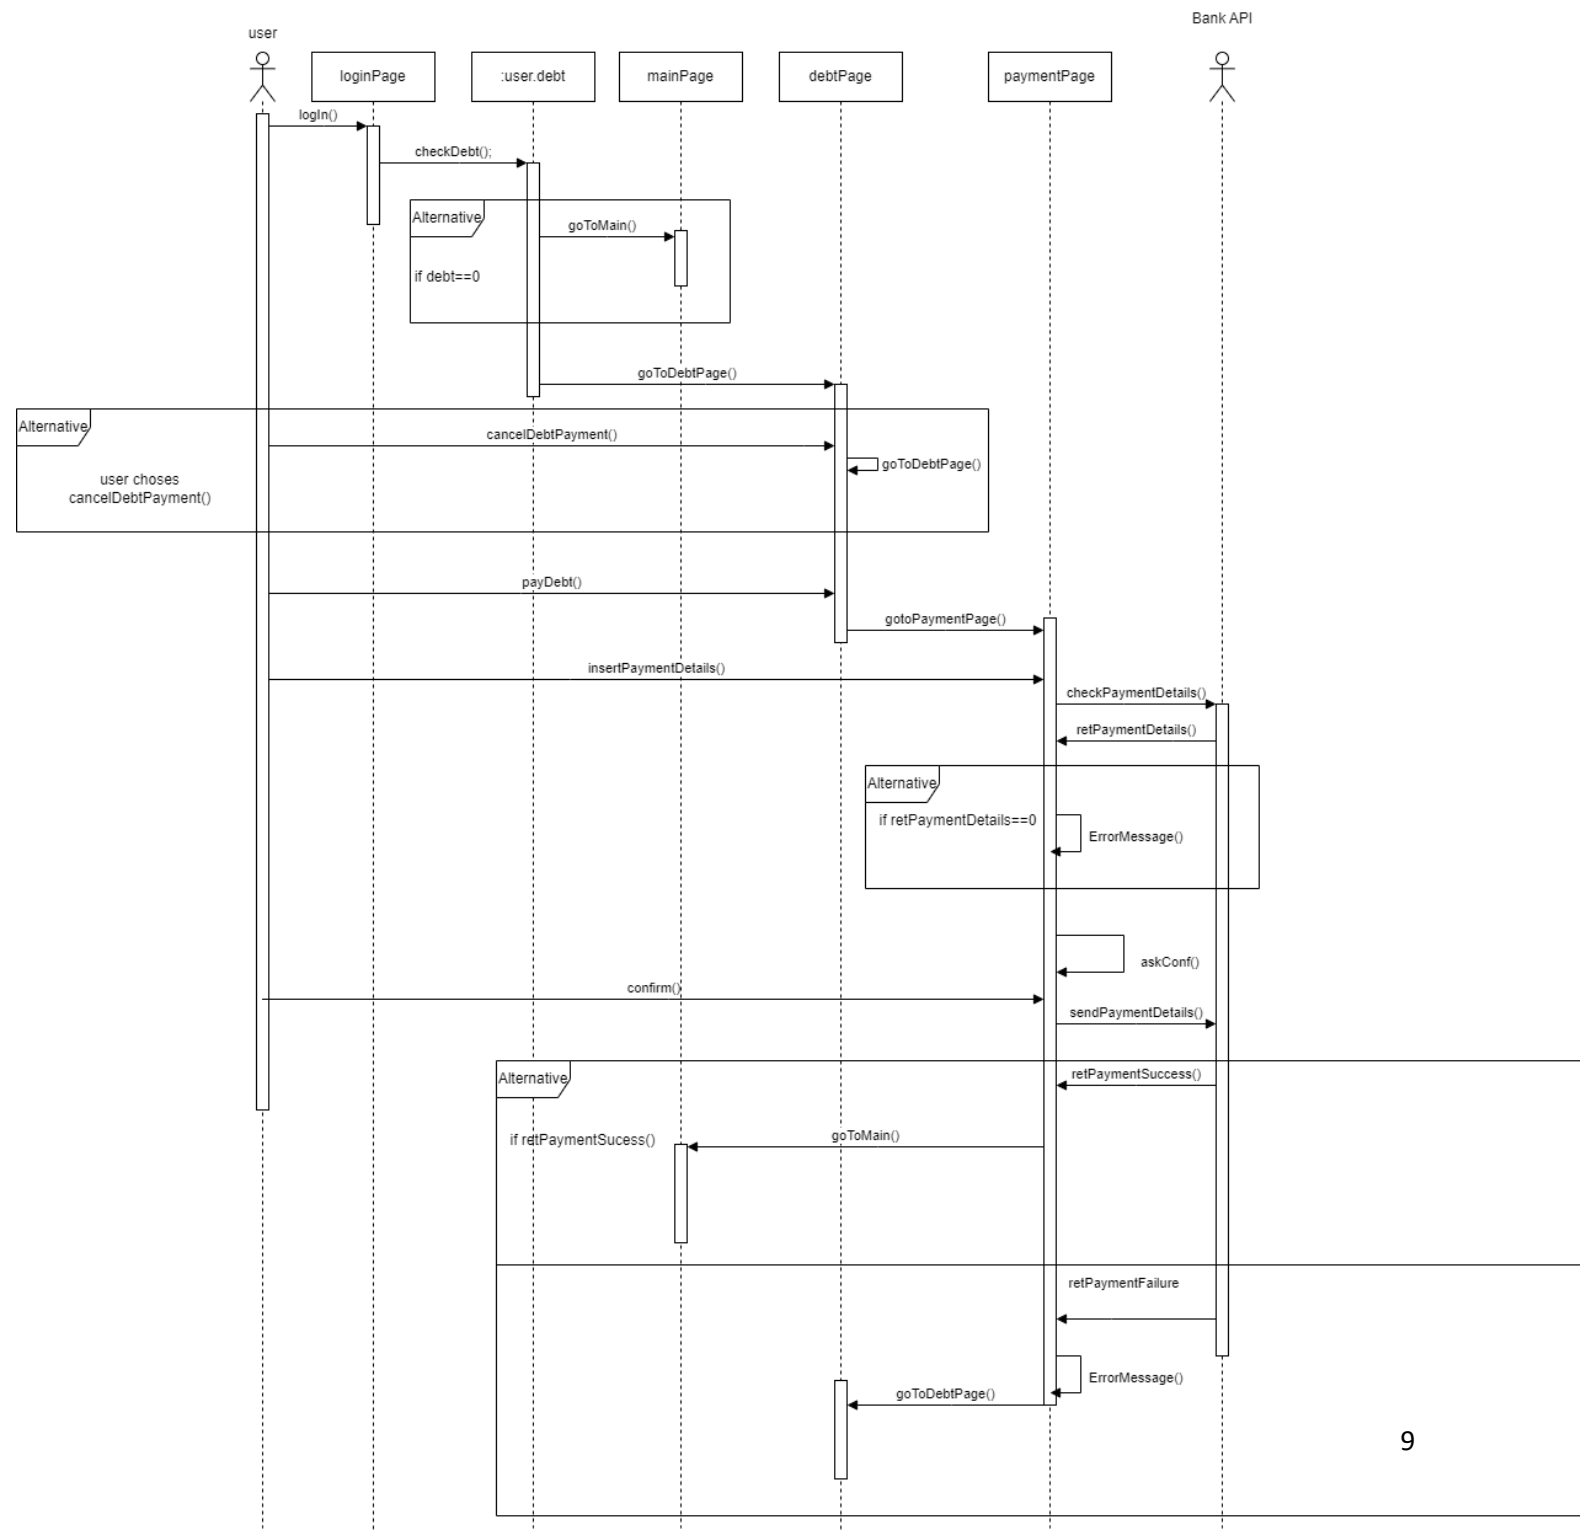 Bank API
user
loginPage
:user.debt
mainPage
debtPage
paymentPage
logIn()
checkDebt();
Alternative
goToMain()
if debt==0
goToDebtPage()
Alternative
cancelDebtPayment()
goToDebtPage()
user choses
cancelDebtPayment()
payDebt()
gotoPaymentPage()
insertPaymentDetails()
checkPaymentDetails()
retPaymentDetails()
Alternative
if retPaymentDetails==0
ErrorMessage()
askConf()
confirm()
sendPaymentDetails()
Alternative
retPaymentSuccess()
if retPaymentSucess()
goToMain()
retPaymentFailure
ErrorMessage()
goToDebtPage()
9